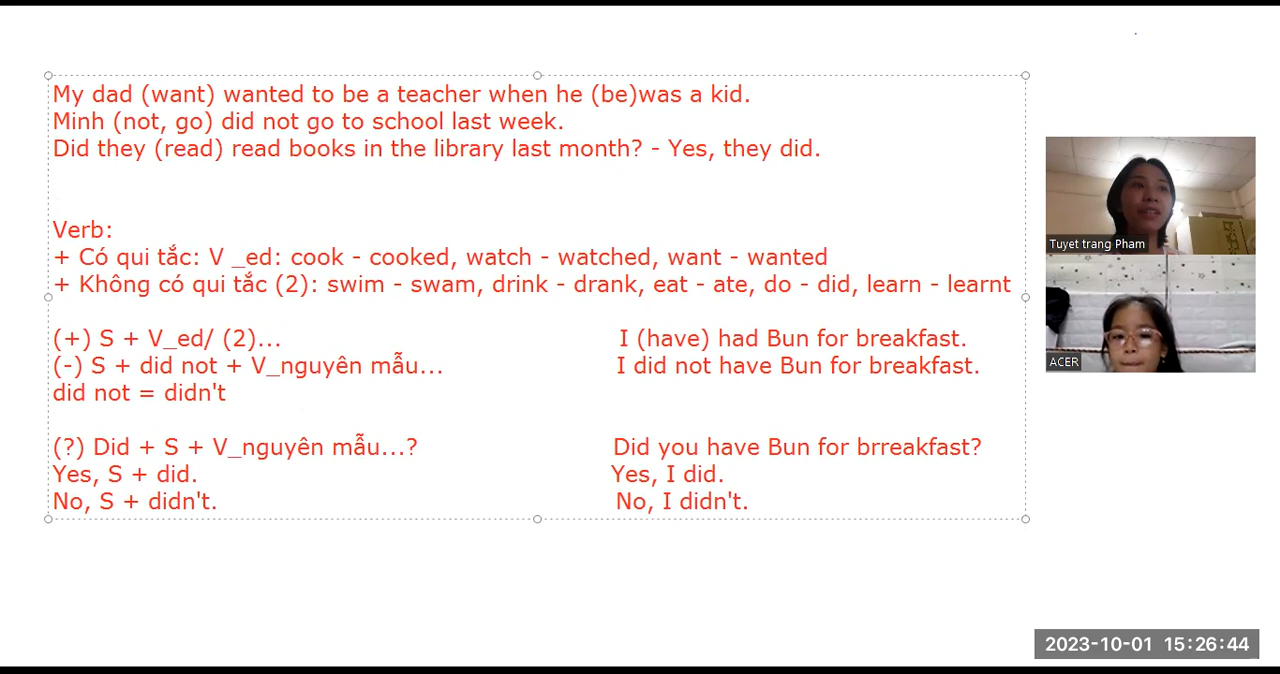 My dad (want) wanted to be a teacher when he (be)was a kid.
Minh (not, go) did not go to school last week.
Did they (read) read books in the library last month? - Yes, they did.
Verb:
+ Có qui tắc: V _ed: cook - cooked, watch - watched, want - wanted
+ Không có qui tắc (2): swim - swam, drink - drank, eat - ate, do - did, learn - learnt
(+) S + V_ed/ (2)... I (have) had Bun for breakfast.
(-) S + did not + V_nguyên mẫu... I did not have Bun for breakfast.
did not = didn't
(?) Did + S + V_nguyên mẫu...? Did you have Bun for brreakfast?
Yes, S + did. Yes, I did.
No, S + didn't. No, I didn't.
Tuyet trang Pham
ACER
2023-10-01 15:26:44